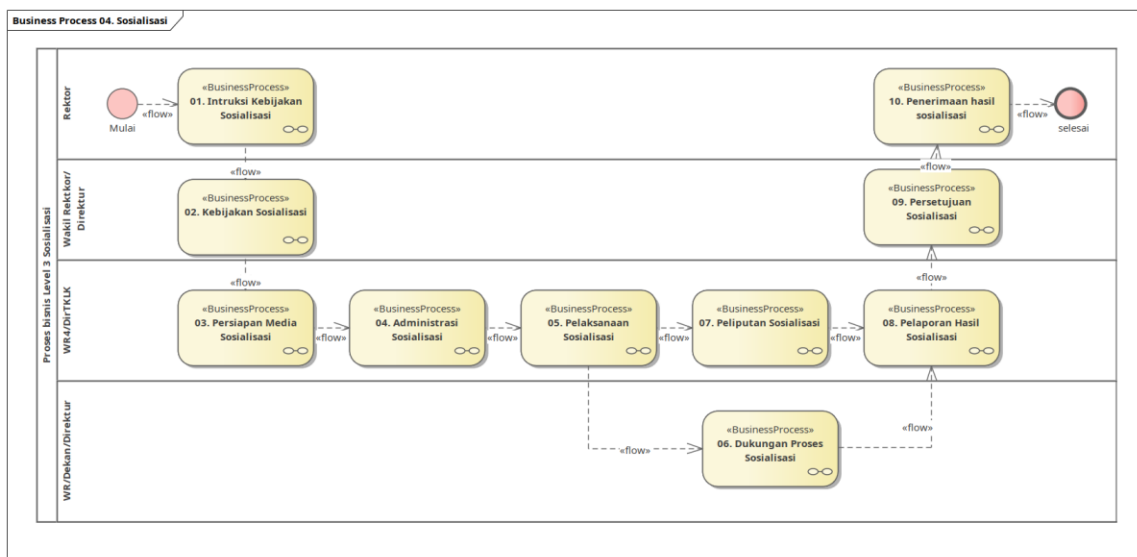 Business Process 04. Sosialisasi
Proses bisnis Level 3 Sosialisasi
Rektor
Mulai
«flow»
«BusinessProcess»
01. Intruksi Kebijakan
Sosialisasi
«BusinessProcess»
10. Penerimaan hasil
sosialisasi
«flow»
selesai
«flow»
«flow»
Wakil Rektkor/
Direktur
«BusinessProcess»
02. Kebijakan Sosialisasi
«BusinessProcess»
09. Persetujuan
Sosialisasi
«flow»
«flow»
WR4/DirTKLK
«BusinessProcess»
03. Persiapan Media
Sosialisasi
«flow»
«BusinessProcess»
04. Administrasi
Sosialisasi
«flow»
«BusinessProcess»
05. Pelaksanaan
Sosialisasi
«flow»
«BusinessProcess»
07. Peliputan Sosialisasi
«flow»
«BusinessProcess»
08. Pelaporan Hasil
Sosialisasi
WR/Dekan/Direktur
«flow»
«BusinessProcess»
06. Dukungan Proses
Sosialisasi
«flow»